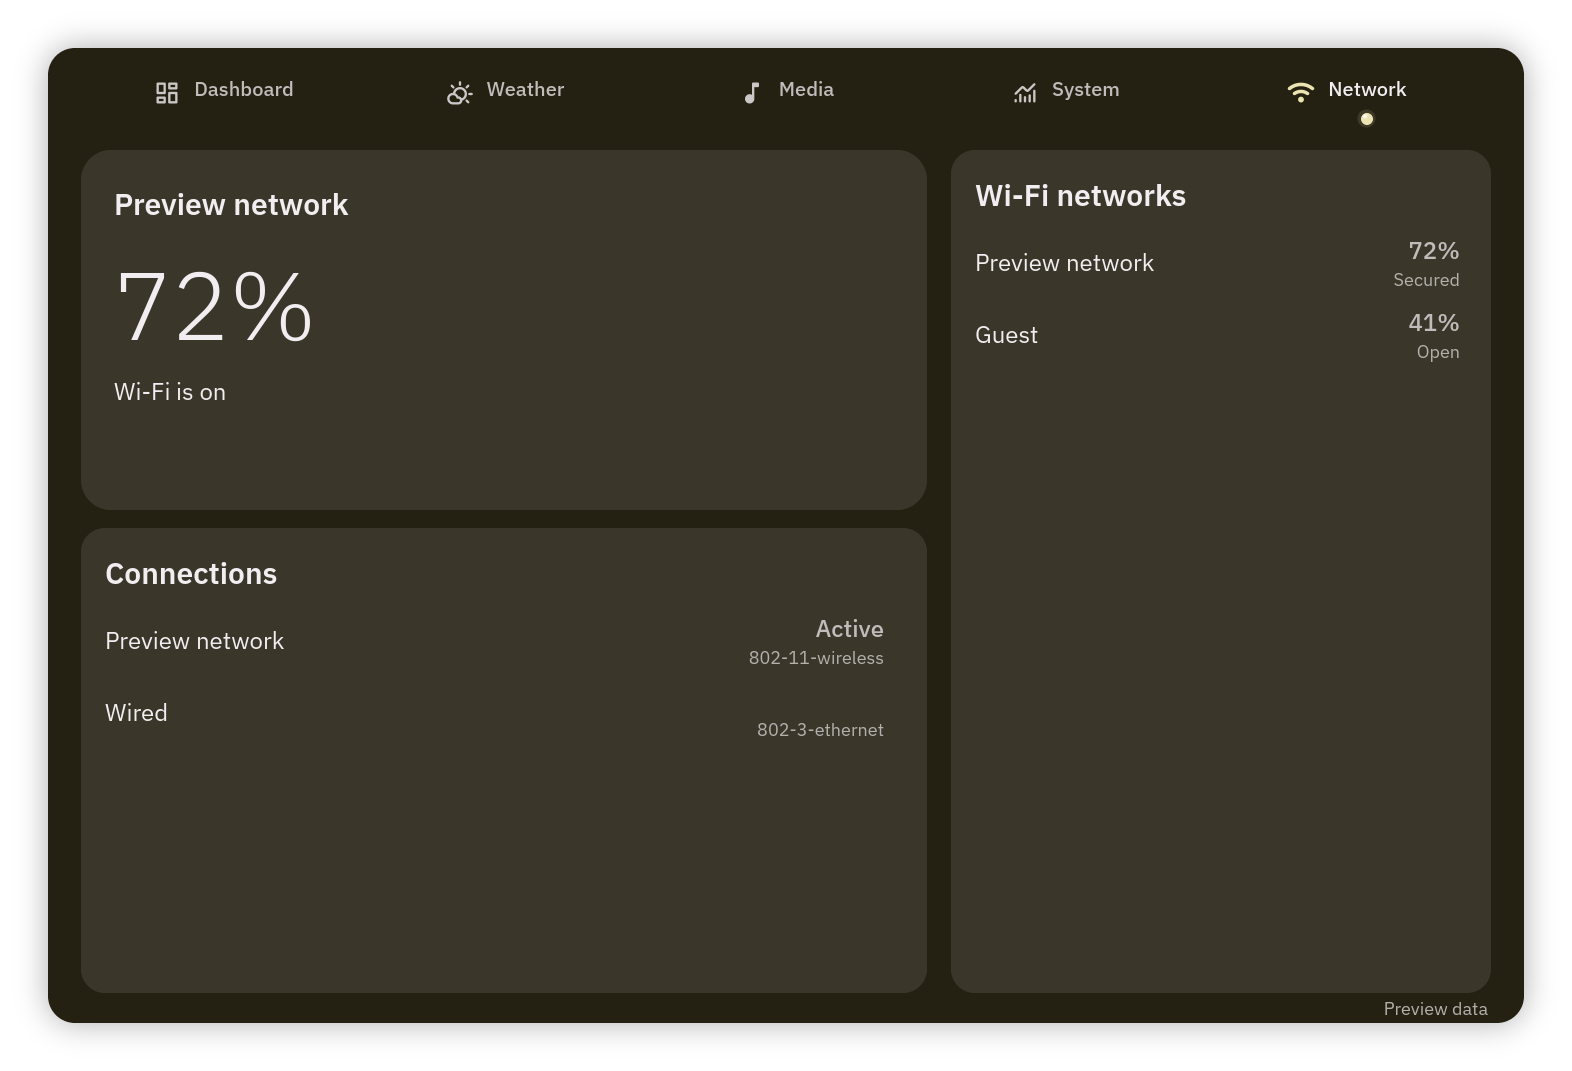 Dashboard
Weather
Media
System
Network
Preview network
72%
Wi-Fi is on
Connections
Preview network
Active
802-11-wireless
Wired
802-3-ethernet
Wi-Fi networks
Preview network
72%
Secured
Guest
41%
Open
Preview data